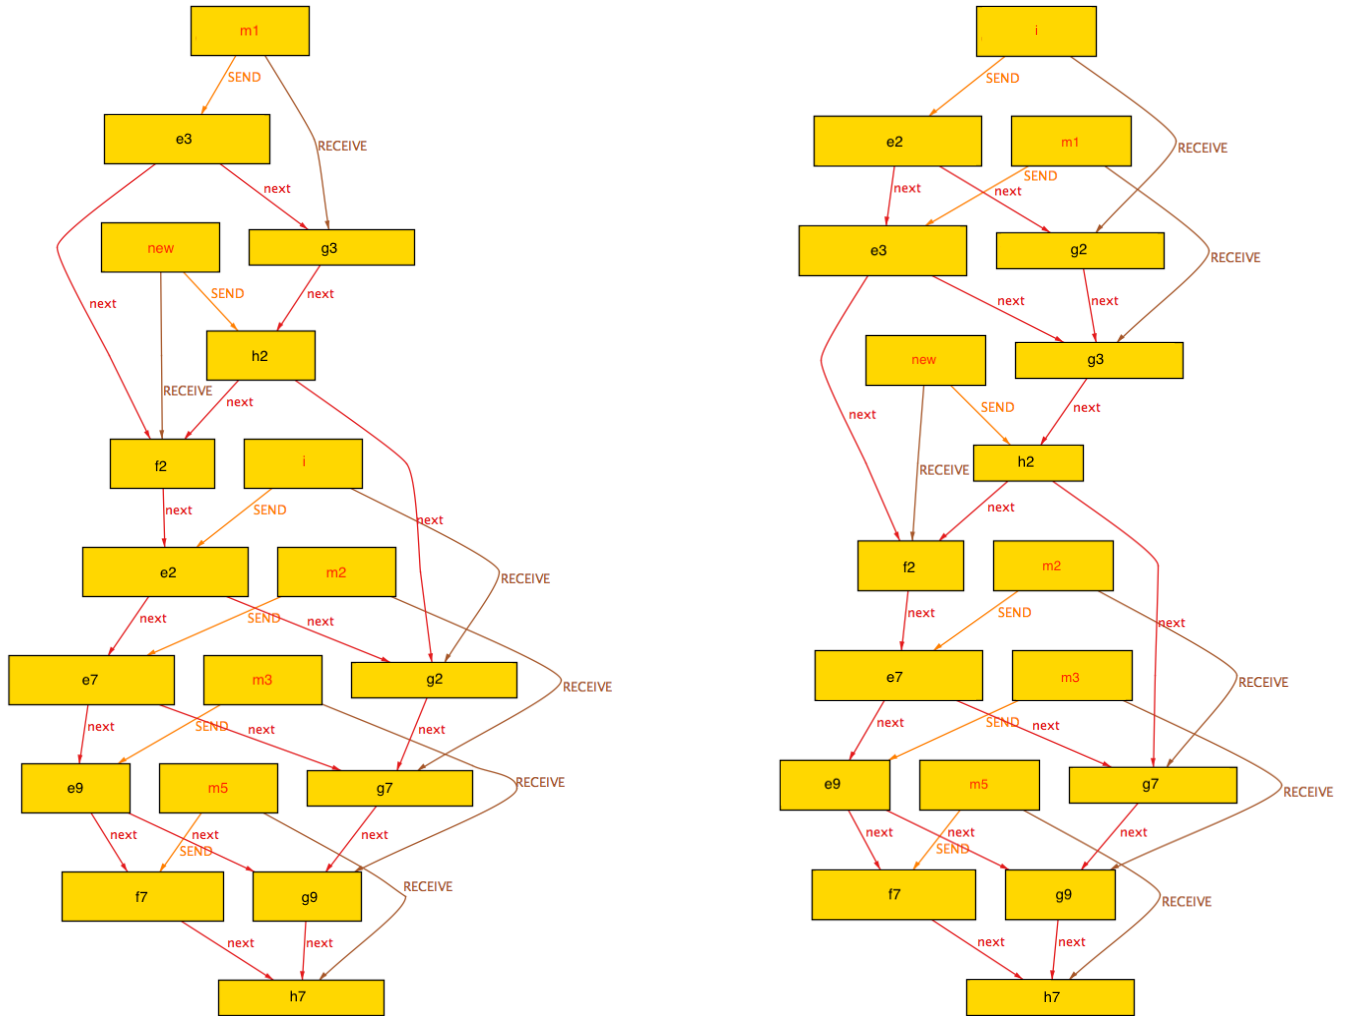 m1
SEND
e3
RECEIVE
next
new
g3
SEND
next
next
h2
RECEIVE
next
f2
i
next
SEND
next
e2
m2
RECEIVE
next
SEND
next
e7
m3
g2
RECEIVE
next
SEND
next
next
e9
m5
g7
RECEIVE
next
next
next
SEND
f7
g9
RECEIVE
next
next
h7
i
SEND
e2
m1
RECEIVE
SEND
next
next
e3
g2
RECEIVE
next
next
new
g3
SEND
next
next
h2
RECEIVE
next
f2
m2
next
SEND
next
e7
m3
RECEIVE
next
SEND
next
e9
m5
g7
RECEIVE
next
next
next
SEND
f7
g9
RECEIVE
next
next
h7